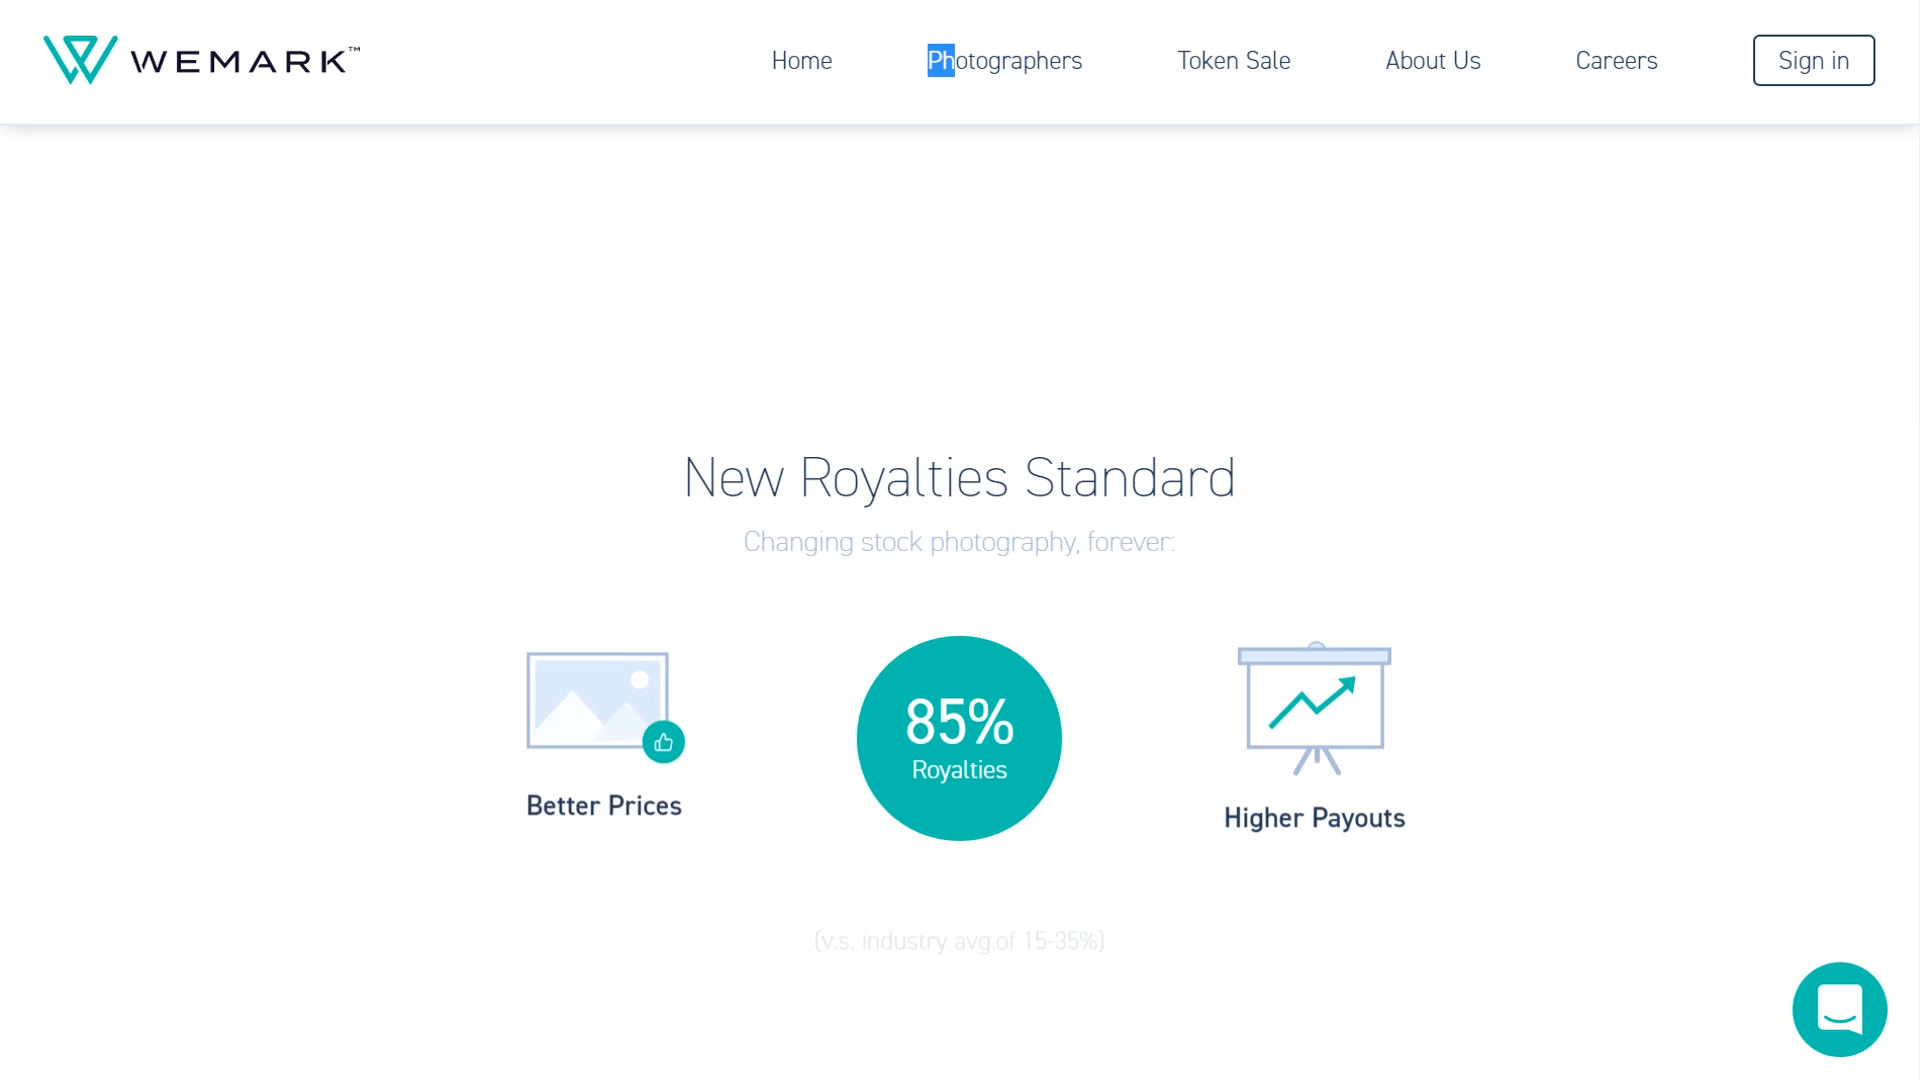 WEMARK™
Home
Photographers
Token Sale
About Us
Careers
Sign in
New Royalties Standard
Changing stock photography, forever:
85%
Royalties
Better Prices
Higher Payouts
(v.s. industry avg.of 15-35%)